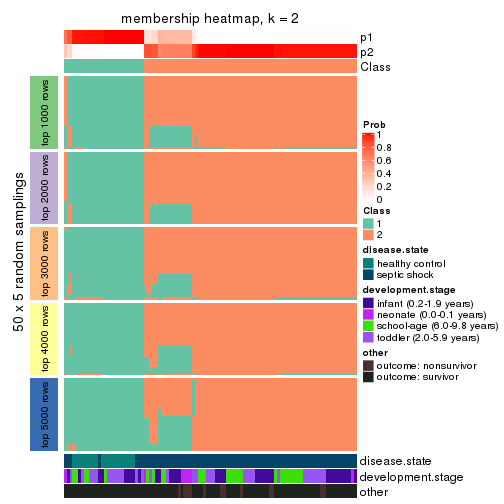 membership heatmap, k = 2
p1
p2
Class
50 x 5 random samplings
top 1000 rows
top 2000 rows
top 3000 rows
top 4000 rows
top 5000 rows
Prob
1
0.8
0.6
0.4
0.2
0
Class
1
2
disease.state
healthy control
septic shock
development.stage
infant (0.2-1.9 years)
neonate (0.0-0.1 years)
school-age (6.0-9.8 years)
toddler (2.0-5.9 years)
other
outcome: nonsurvivor
outcome: survivor
disease.state
development.stage
other